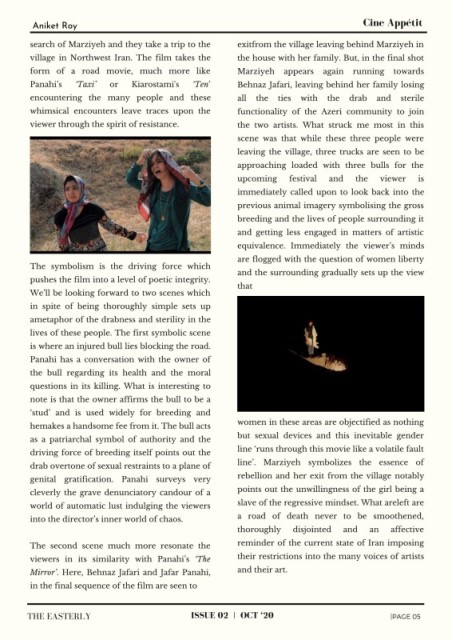 Aniket Roy
Cine Appétit
search of Marziyeh and they take a trip to the
village in Northwest Iran. The film takes the
form of a road movie, much more like
Panahi's 'Taxi' or Kiarostami's 'Ten'
encountering the many people and these
whimsical encounters leave traces upon the
viewer through the spirit of resistance.
The symbolism is the driving force which
pushes the film into a level of poetic integrity.
We'll be looking forward to two scenes which
in spite of being thoroughly simple sets up
ametaphor of the drabness and sterility in the
lives of these people. The first symbolic scene
is where an injured bull lies blocking the road.
Panahi has a conversation with the owner of
the bull regarding its health and the moral
questions in its killing. What is interesting to
note is that the owner affirms the bull to be a
'stud' and is used widely for breeding and
hemakes a handsome fee from it. The bull acts
as a patriarchal symbol of authority and the
driving force of breeding itself points out the
drab overtone of sexual restraints to a plane of
genital gratification. Panahi surveys very
cleverly the grave denunciatory candour of a
world of automatic lust indulging the viewers
into the director's inner world of chaos.
The second scene much more resonate the
viewers in its similarity with Panahi's 'The
Mirror'. Here, Behnaz Jafari and Jafar Panahi,
in the final sequence of the film are seen to
exitfrom the village leaving behind Marziyeh in
the house with her family. But, in the final shot
Marziyeh appears again running towards
Behnaz Jafari, leaving behind her family losing
all the ties with the drab and sterile
functionality of the Azeri community to join
the two artists. What struck me most in this
scene was that while these three people were
leaving the village, three trucks are seen to be
approaching loaded with three bulls for the
upcoming festival and the viewer is
immediately called upon to look back into the
previous animal imagery symbolising the gross
breeding and the lives of people surrounding it
and getting less engaged in matters of artistic
equivalence. Immediately the viewer's minds
are flogged with the question of women liberty
and the surrounding gradually sets up the view
that
women in these areas are objectified as nothing
but sexual devices and this inevitable gender
line 'runs through this movie like a volatile fault
line'. Marziyeh symbolizes the essence of
rebellion and her exit from the village notably
points out the unwillingness of the girl being a
slave of the regressive mindset. What areleft are
a road of death never to be smoothened,
thoroughly disjointed and an affective
reminder of the current state of Iran imposing
their restrictions into the many voices of artists
and their art.
THE EASTERLY
ISSUE 02 | OCT '20
|PAGE 05